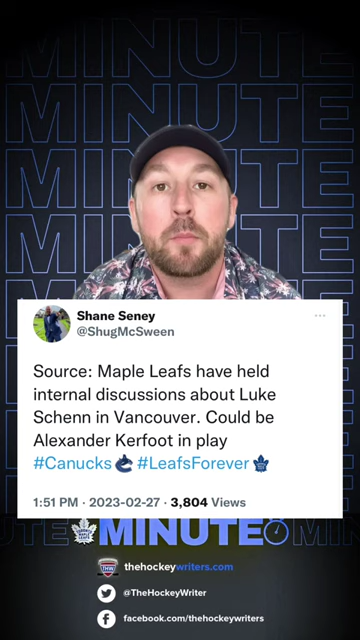 MINUTE
MINUTE
MINUTE
MINUTE
MINUTE
Shane Seney
@ShugMcSween
Source: Maple Leafs have held
internal discussions about Luke
Schenn in Vancouver. Could be
Alexander Kerfoot in play
#Canucks #LeafsForever
1:51 PM · 2023-02-27 · 3,804 Views
MINUTE
THW
thehockeywriters.com
@TheHockeyWriter
facebook.com/thehockeywriters